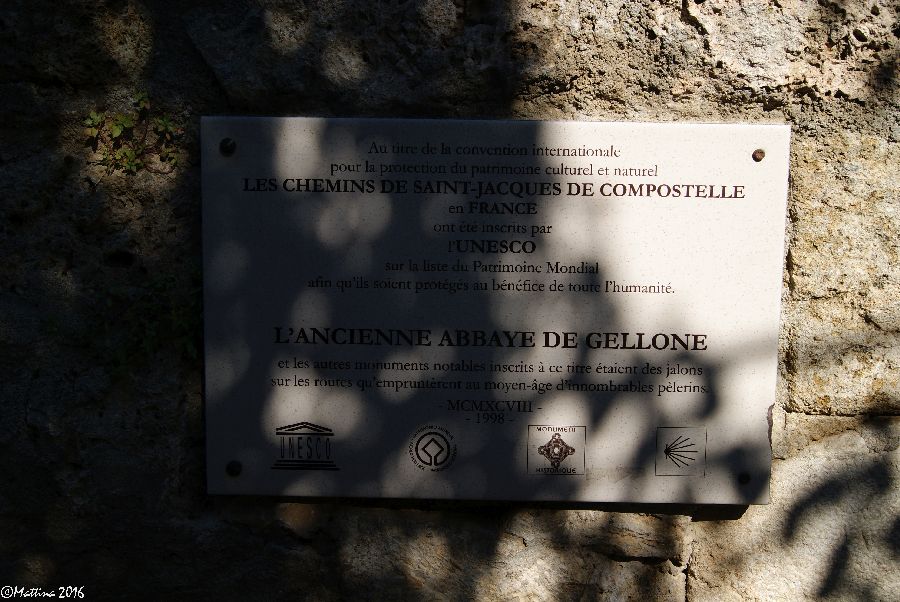 Au titre de la convention internationale
pour la protection du patrimoine culturel et naturel
LES CHEMINS DE SAINT-JACQUES DE COMPOSTELLE
en FRANCE
ont été inscrits par
l'UNESCO
sur la liste du Patrimoine Mondial
afin qu'ils soient protégés au bénéfice de toute l'humanité.
L'ANCIENNE ABBAYE DE GELLONE
et les autres monuments notables inscrits à ce titre étaient des jalons
sur les routes qu'empruntèrent au moyen-âge d'innombrables pèlerins.
- MCMXCVIII -
- 1998 -
UNESCO
MONUMENT
HISTORIQUE
©Mattina 2016